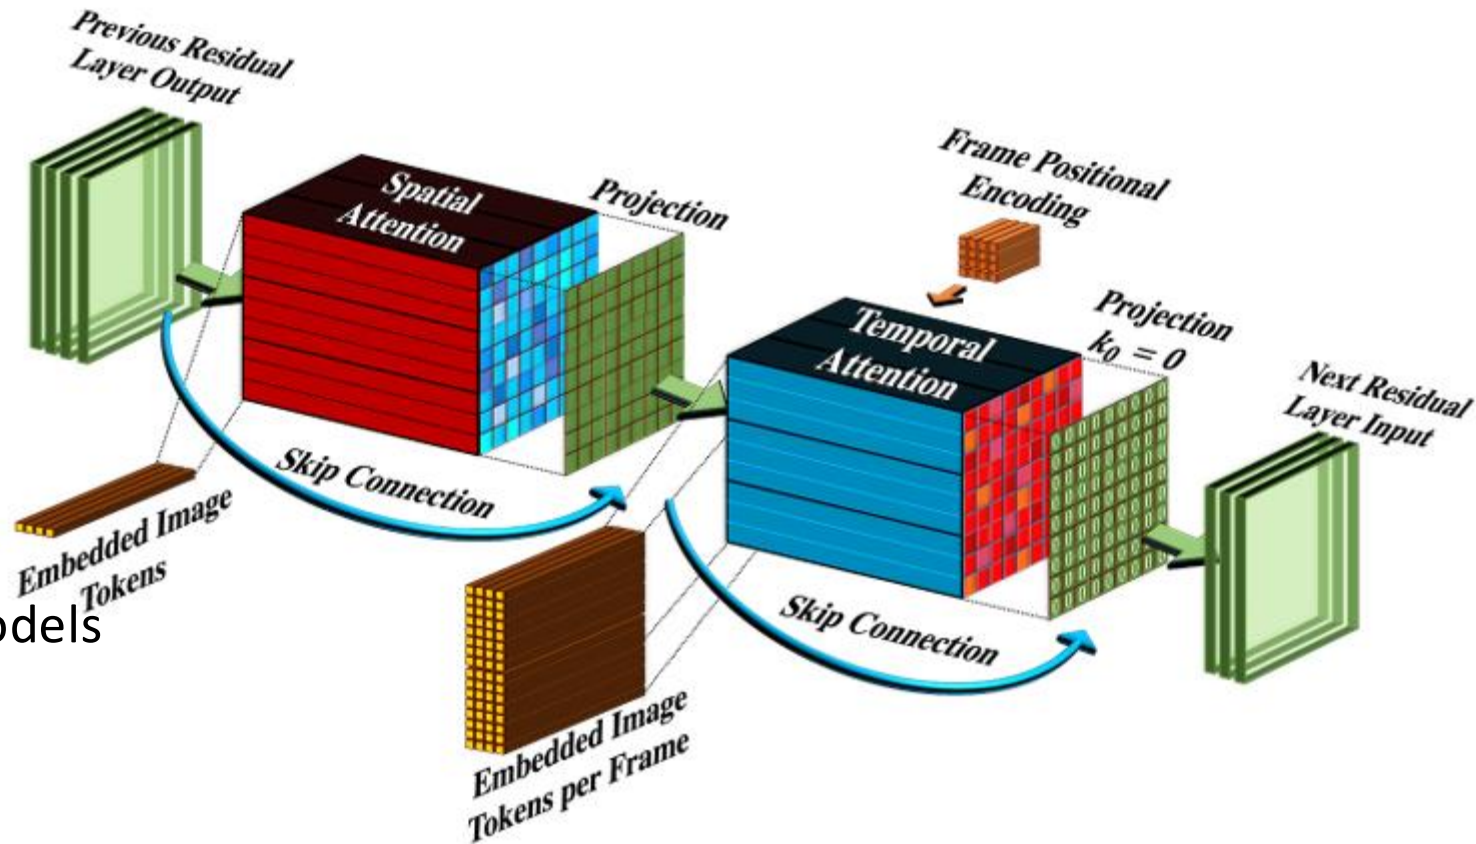 Previous Residual
Layer Output
Spatial
Attention
Projection
Frame Positional
Encoding
Temporal
Attention
Projection
k₀ = 0
Next Residual
Layer Input
Skip Connection
Embedded Image
Tokens
odels
Skip Connection
Embedded Image
Tokens per Frame